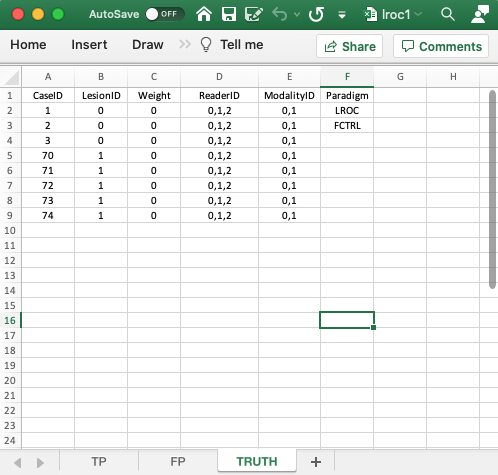 AutoSave OFF lroc1
Home Insert Draw Tell me Share Comments
A B C D E F G H
1 CaseID LesionID Weight ReaderID ModalityID Paradigm
2 1 0 0 0,1,2 0,1 LROC
3 2 0 0 0,1,2 0,1 FCTRL
4 3 0 0 0,1,2 0,1
5 70 1 0 0,1,2 0,1
6 71 1 0 0,1,2 0,1
7 72 1 0 0,1,2 0,1
8 73 1 0 0,1,2 0,1
9 74 1 0 0,1,2 0,1
10
11
12
13
14
15
16
17
18
19
20
21
22
23
24
TP FP TRUTH +